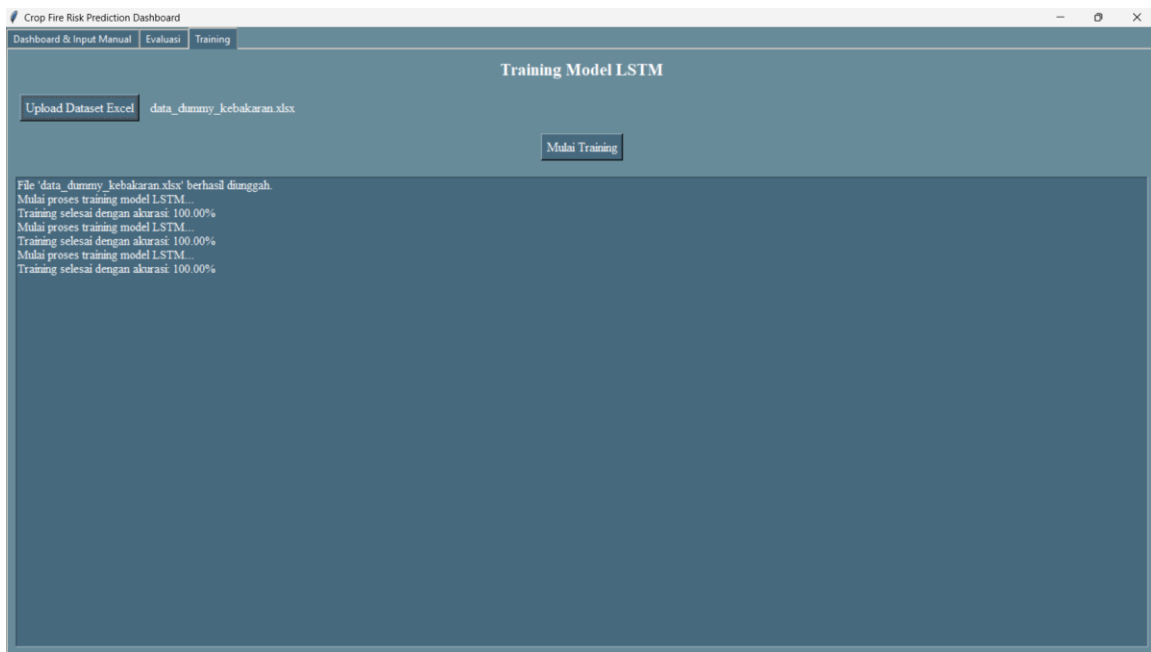 Crop Fire Risk Prediction Dashboard
Dashboard & Input Manual Evaluasi Training
Training Model LSTM
Upload Dataset Excel data_dummy_kebakaran.xlsx
Mulai Training
File 'data_dummy_kebakaran.xlsx' berhasil diunggah.
Mulai proses training model LSTM...
Training selesai dengan akurasi: 100.00%
Mulai proses training model LSTM...
Training selesai dengan akurasi: 100.00%
Mulai proses training model LSTM...
Training selesai dengan akurasi: 100.00%